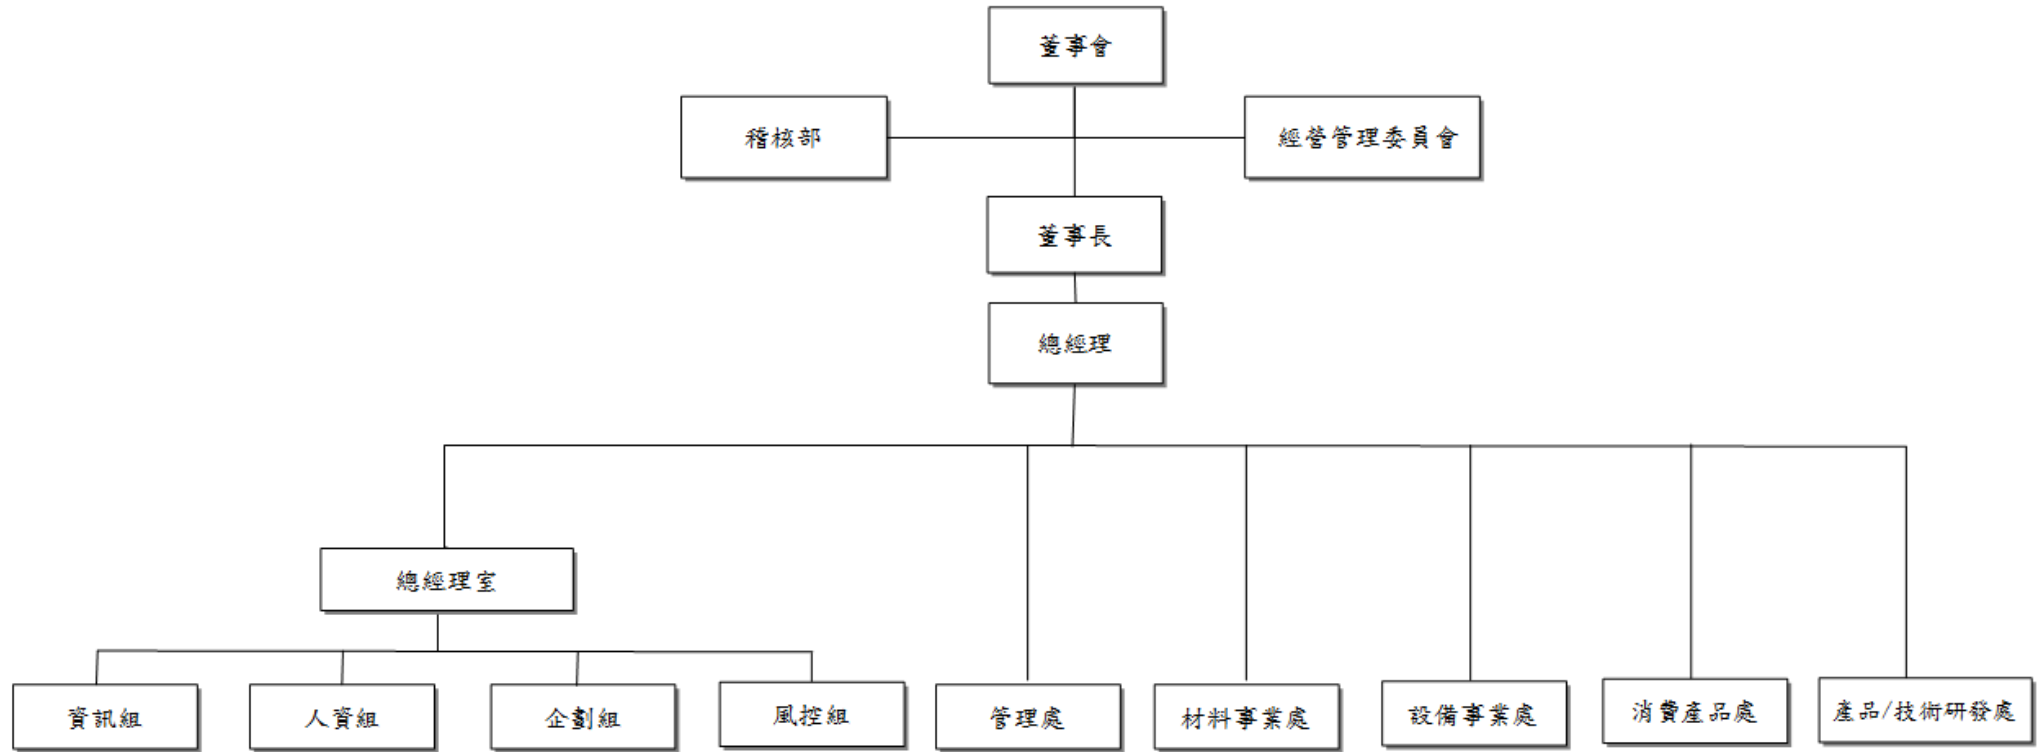 董事會
稽核部
經營管理委員會
董事長
總經理
總經理室
資訊組
人資組
企劃組
風控組
管理處
材料事業處
設備事業處
消費產品處
產品/技術研發處